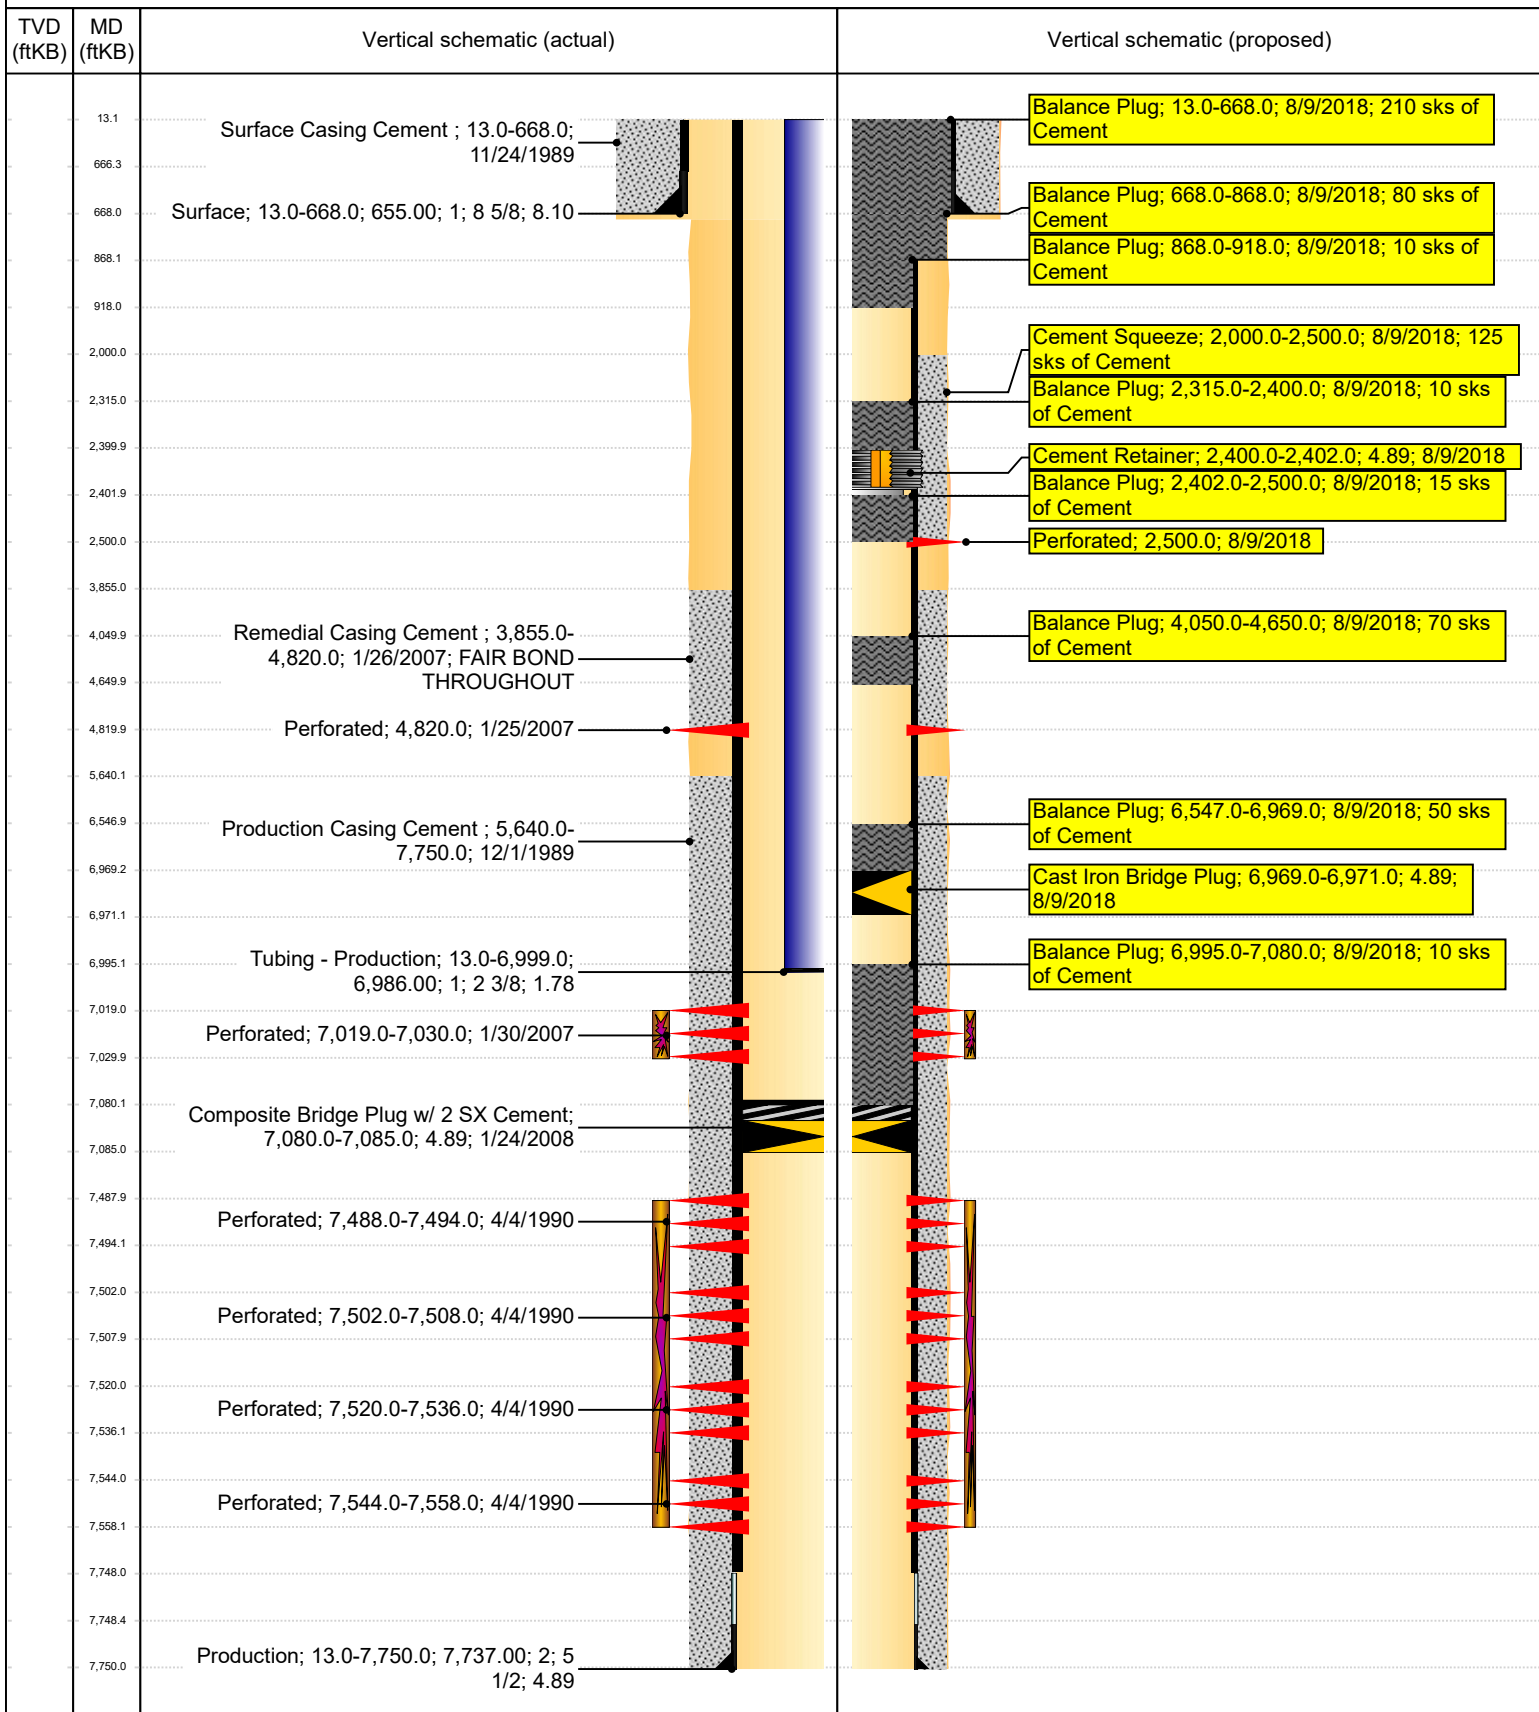 TVD
(ftKB)
MD
(ftKB)
Vertical schematic (actual)
Vertical schematic (proposed)
13.1
666.3
668.0
868.1
918.0
2,000.0
2,315.0
2,399.9
2,401.9
2,500.0
3,855.0
4,049.9
4,649.9
4,819.9
5,640.1
6,546.9
6,969.2
6,971.1
6,995.1
7,019.0
7,029.9
7,080.1
7,085.0
7,487.9
7,494.1
7,502.0
7,507.9
7,520.0
7,536.1
7,544.0
7,558.1
7,748.0
7,748.4
7,750.0
Surface Casing Cement ; 13.0-668.0;
11/24/1989
Surface; 13.0-668.0; 655.00; 1; 8 5/8; 8.10
Remedial Casing Cement ; 3,855.0-
4,820.0; 1/26/2007; FAIR BOND
THROUGHOUT
Perforated; 4,820.0; 1/25/2007
Production Casing Cement ; 5,640.0-
7,750.0; 12/1/1989
Tubing - Production; 13.0-6,999.0;
6,986.00; 1; 2 3/8; 1.78
Perforated; 7,019.0-7,030.0; 1/30/2007
Composite Bridge Plug w/ 2 SX Cement;
7,080.0-7,085.0; 4.89; 1/24/2008
Perforated; 7,488.0-7,494.0; 4/4/1990
Perforated; 7,502.0-7,508.0; 4/4/1990
Perforated; 7,520.0-7,536.0; 4/4/1990
Perforated; 7,544.0-7,558.0; 4/4/1990
Production; 13.0-7,750.0; 7,737.00; 2; 5
1/2; 4.89
Balance Plug; 13.0-668.0; 8/9/2018; 210 sks of
Cement
Balance Plug; 668.0-868.0; 8/9/2018; 80 sks of
Cement
Balance Plug; 868.0-918.0; 8/9/2018; 10 sks of
Cement
Cement Squeeze; 2,000.0-2,500.0; 8/9/2018; 125
sks of Cement
Balance Plug; 2,315.0-2,400.0; 8/9/2018; 10 sks
of Cement
Cement Retainer; 2,400.0-2,402.0; 4.89; 8/9/2018
Balance Plug; 2,402.0-2,500.0; 8/9/2018; 15 sks
of Cement
Perforated; 2,500.0; 8/9/2018
Balance Plug; 4,050.0-4,650.0; 8/9/2018; 70 sks
of Cement
Balance Plug; 6,547.0-6,969.0; 8/9/2018; 50 sks
of Cement
Cast Iron Bridge Plug; 6,969.0-6,971.0; 4.89;
8/9/2018
Balance Plug; 6,995.0-7,080.0; 8/9/2018; 10 sks
of Cement